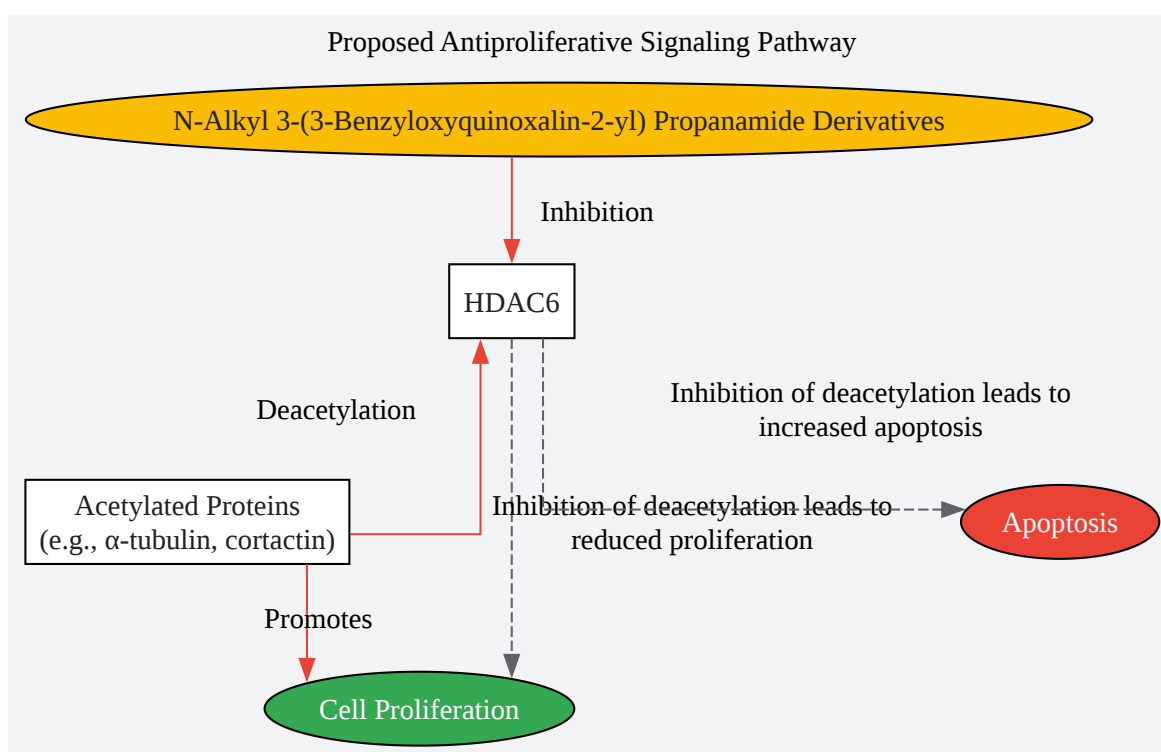 Proposed Antiproliferative Signaling Pathway
N-Alkyl 3-(3-Benzyloxyquinoxalin-2-yl) Propanamide Derivatives
Inhibition
HDAC6
Deacetylation
Inhibition of deacetylation leads to
increased apoptosis
Acetylated Proteins
(e.g., α-tubulin, cortactin)
Inhibition of deacetylation leads to
reduced proliferation
Apoptosis
Promotes
Cell Proliferation